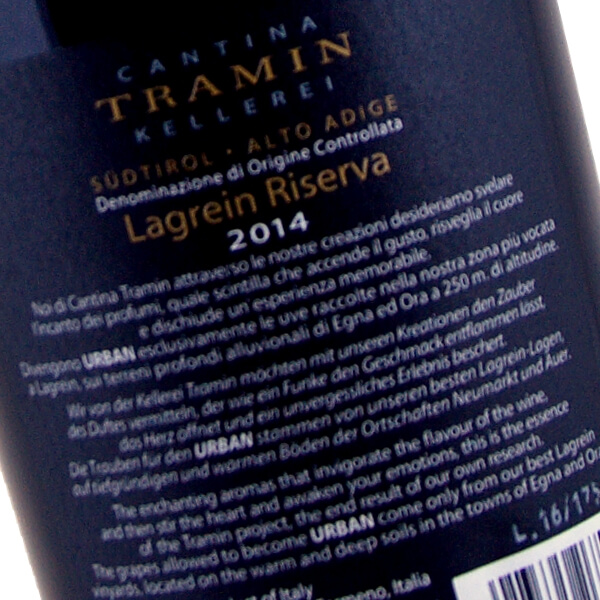 CANTINA
TRAMIN
KELLEREI
SÜDTIROL · ALTO ADIGE
Denominazione di Origine Controllata
Lagrein Riserva
2014
Noi di Cantina Tramin attraverso le nostre creazioni desideriamo svelare
l'incanto dei profumi, quale scintilla che accende il gusto, risveglia il cuore
e dischiude un'esperienza memorabile.
Divengono URBAN esclusivamente le uve raccolte nella nostra zona più vocata
a Lagrein, sui terreni profondi alluvionali di Egna ed Ora a 250 m. di altitudine.
Wir von der Kellerei Tramin möchten mit unseren Kreationen den Zauber
des Duftes vermitteln, der wie ein Funke den Geschmack entflammen lässt,
das Herz öffnet und ein unvergessliches Erlebnis beschert.
Die Trauben für den URBAN stammen von unseren besten Lagrein-Lagen,
auf tiefgründigen und warmen Böden der Ortschaften Neumarkt und Auer.
The enchanting aromas that invigorate the flavour of the wine,
and then stir the heart and awaken your emotions, this is the essence
of the Tramin project, the end result of our own research.
The grapes allowed to become URBAN come only from our best Lagrein
vineyards, located on the warm and deep soils in the towns of Egna and Ora
L.16/175
of Italy
Italia